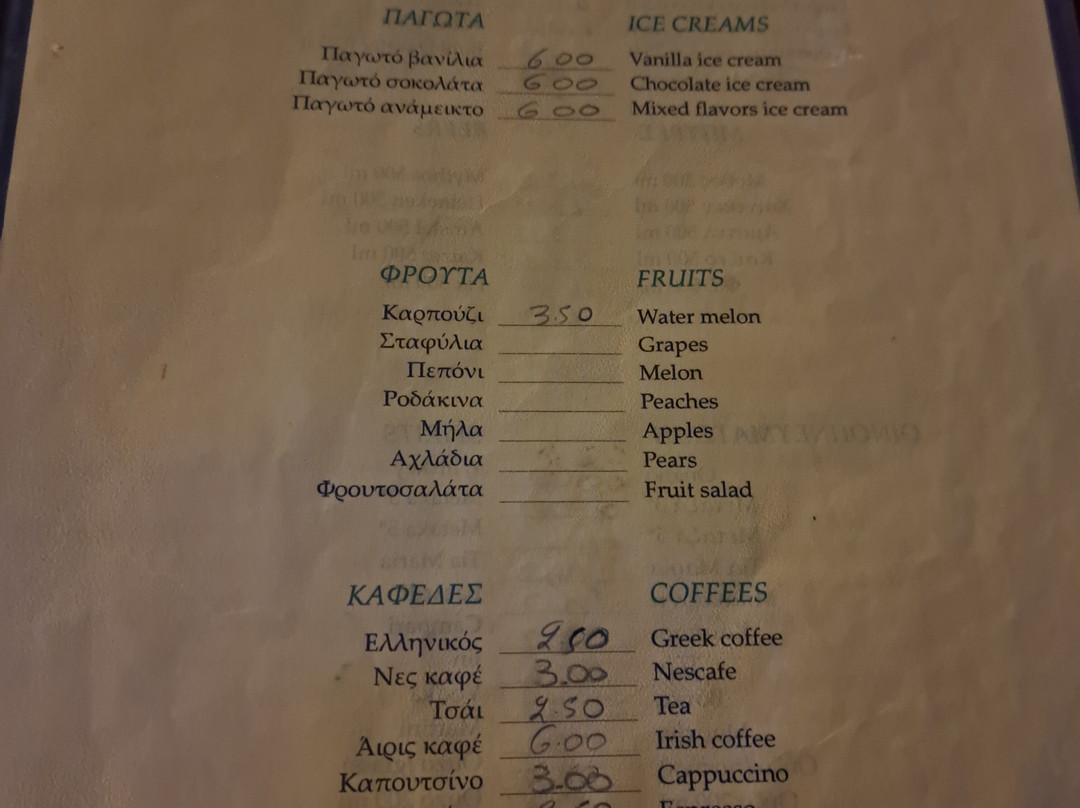 ΠΑΓΩΤΑ ICE CREAMS
Παγωτό βανίλια 6 00 Vanilla ice cream
Παγωτό σοκολάτα 6 00 Chocolate ice cream
Παγωτό ανάμεικτο 6 00 Mixed flavors ice cream
ΦΡΟΥΤΑ FRUITS
Καρπούζι 3.50 Water melon
Σταφύλια Grapes
Πεπόνι Melon
Ροδάκινα Peaches
Μήλα Apples
Αχλάδια Pears
Φρουτοσαλάτα Fruit salad
ΚΑΦΕΔΕΣ COFFEES
Ελληνικός 2 50 Greek coffee
Νες καφέ 3.00 Nescafe
Τσάι 2.50 Tea
Άιρις καφέ 6.00 Irish coffee
Καπουτσίνο 3.00 Cappuccino